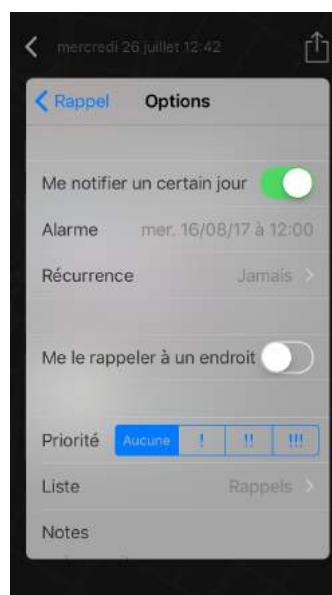 mercredi 26 juillet 12:42
Rappel Options
Me notifier un certain jour
Alarme mer. 16/08/17 à 12:00
Récurrence Jamais
Me le rappeler à un endroit
Priorité Aucune ! !! !!!
Liste Rappels
Notes